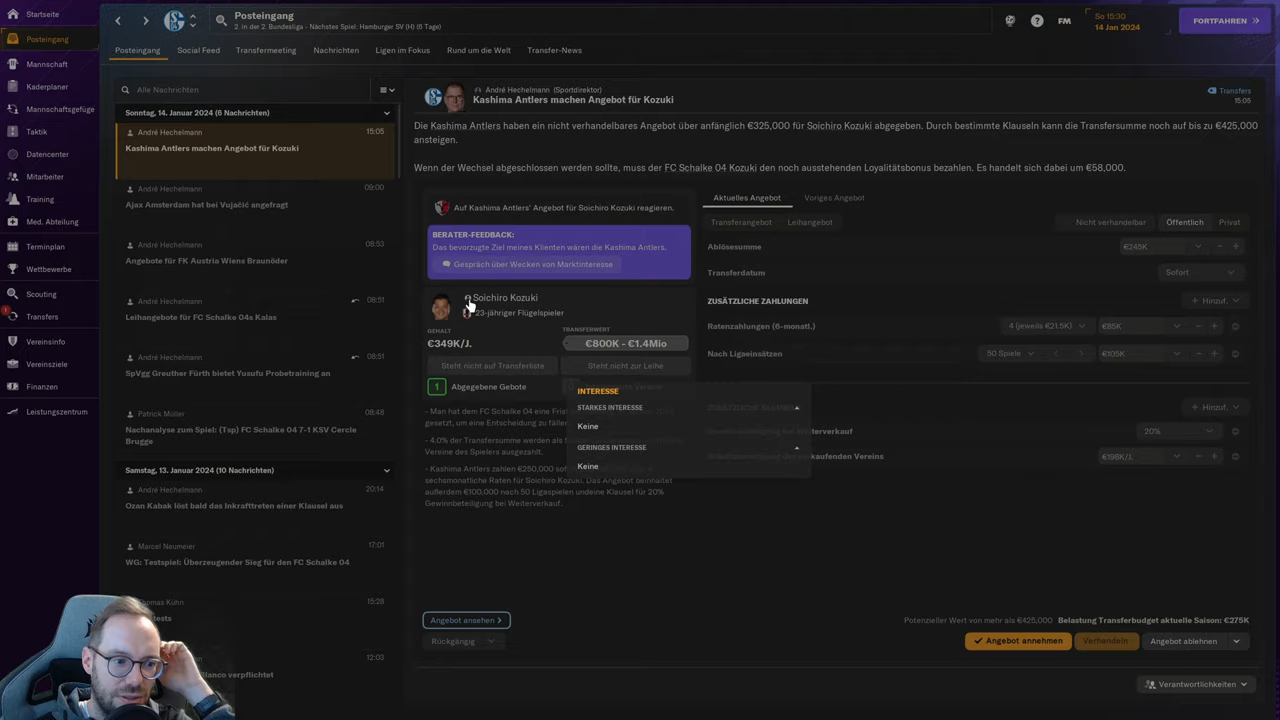 Startseite
Posteingang
Mannschaft
Kaderplaner
Mannschaftsgefüge
Taktik
Datencenter
Mitarbeiter
Training
Med. Abteilung
Terminplan
Wettbewerbe
Scouting
Transfers
Vereinsinfo
Vereinsziele
Finanzen
Leistungszentrum
Posteingang
2. in der 2. Bundesliga - Nächstes Spiel: Hamburger SV (H) (6 Tage)
FM
So 15:30
14 Jan 2024
FORTFAHREN
Posteingang
Social Feed
Transfermeeting
Nachrichten
Ligen im Fokus
Rund um die Welt
Transfer-News
Alle Nachrichten
Sonntag, 14. Januar 2024 (6 Nachrichten)
André Hechelmann 15:05
Kashima Antlers machen Angebot für Kozuki
André Hechelmann 09:00
Ajax Amsterdam hat bei Vujačić angefragt
André Hechelmann 08:53
Angebote für FK Austria Wiens Braunöder
André Hechelmann 08:51
Leihangebote für FC Schalke 04s Kalas
André Hechelmann 08:51
SpVgg Greuther Fürth bietet Yusufu Probetraining an
Patrick Müller 08:48
Nachanalyse zum Spiel: (Tsp) FC Schalke 04 7-1 KSV Cercle
Brugge
Samstag, 13. Januar 2024 (10 Nachrichten)
André Hechelmann 20:14
Ozan Kabak löst bald das Inkrafttreten einer Klausel aus
Marcel Neumeier 17:01
WG: Testspiel: Überzeugender Sieg für den FC Schalke 04
Thomas Kuhn 15:28
12:03
verpflichtet
André Hechelmann (Sportdirektor)
Kashima Antlers machen Angebot für Kozuki
Transfers
15:05
Die Kashima Antlers haben ein nicht verhandelbares Angebot über anfänglich €325,000 für Soichiro Kozuki abgegeben. Durch bestimmte Klauseln kann die Transfersumme noch auf bis zu €425,000
ansteigen.
Wenn der Wechsel abgeschlossen werden sollte, muss der FC Schalke 04 Kozuki den noch ausstehenden Loyalitätsbonus bezahlen. Es handelt sich dabei um €58,000.
Auf Kashima Antlers' Angebot für Soichiro Kozuki reagieren.
BERATER-FEEDBACK:
Das bevorzugte Ziel meines Klienten wären die Kashima Antlers.
Gespräch über Wecken von Marktinteresse
Soichiro Kozuki
23-jähriger Flügelspieler
GEHALT
€349K/J.
TRANSFERWERT
€800K - €1.4Mio
Steht nicht auf Transferliste
Steht nicht zur Leihe
1 Abgegebene Gebote
- Man hat dem FC Schalke 04 eine Fris
um eine Entscheidung zu fällen
- 4.0% der Transfersumme werden als S
Vereine des Spielers ausgezahlt.
- Kashima Antlers zahlen €250,000 sof
sechsmonatliche Raten für Soichiro Kozuki. Das Angebot beinhaltet
außerdem €100,000 nach 50 Ligaspielen undeine Klausel für 20%
Gewinnbeteiligung bei Weiterverkauf.
INTERESSE
STARKES INTERESSE
Keine
GERINGES INTERESSE
Keine
Aktuelles Angebot
Voriges Angebot
Transferangebot
Leihangebot
Nicht verhandelbar
Öffentlich
Privat
Ablösesumme €245K
Transferdatum Sofort
ZUSÄTZLICHE ZAHLUNGEN
Hinzuf.
Ratenzahlungen (6-monatl.) 4 (jeweils €21.5K) €85K
Nach Ligaeinsätzen 50 Spiele €105K
Hinzuf.
iterverkauf 20%
kaufenden Vereins €196K/J.
Angebot ansehen
Rückgängig
Potenzieller Wert von mehr als €425,000
Belastung Transferbudget aktuelle Saison: €275K
Angebot annehmen
Verhandeln
Angebot ablehnen
Verantwortlichkeiten